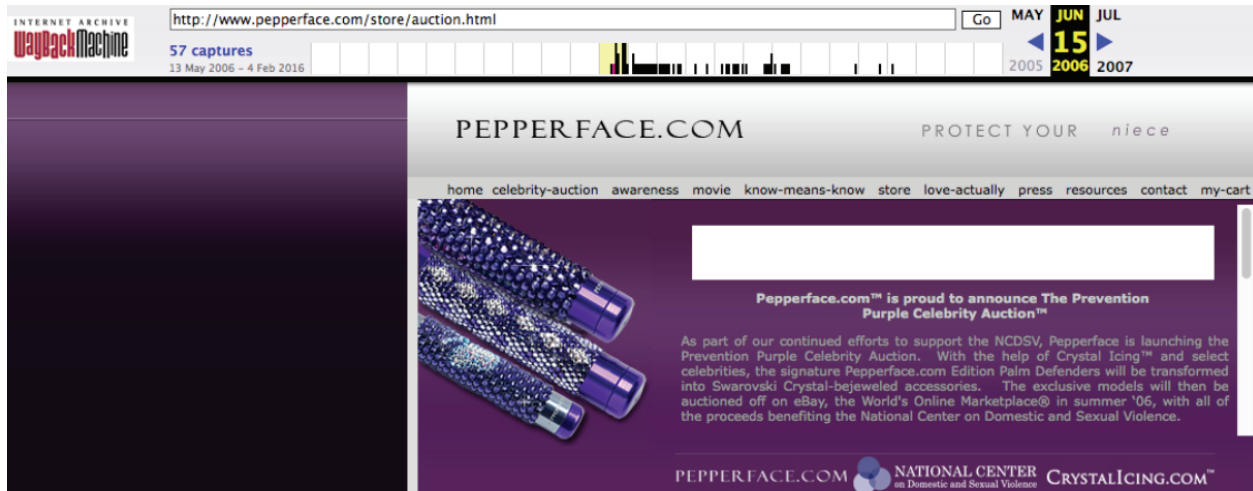 INTERNET ARCHIVE
WayBackMachine
http://www.pepperface.com/store/auction.html
Go
MAY JUN JUL
57 captures
15
13 May 2006 – 4 Feb 2016
2005 2006 2007
PEPPERFACE.COM
PROTECT YOUR niece
home celebrity-auction awareness movie know-means-know store love-actually press resources contact my-cart
Pepperface.com™ is proud to announce The Prevention
Purple Celebrity Auction™
As part of our continued efforts to support the NCDSV, Pepperface is launching the
Prevention Purple Celebrity Auction. With the help of Crystal Icing™ and select
celebrities, the signature Pepperface.com Edition Palm Defenders will be transformed
into Swarovski Crystal-bejeweled accessories. The exclusive models will then be
auctioned off on eBay, the World's Online Marketplace® in summer ‘06, with all of
the proceeds benefiting the National Center on Domestic and Sexual Violence.
PEPPERFACE.COM
NATIONAL CENTER
on Domestic and Sexual Violence
CRYSTALICING.COM™